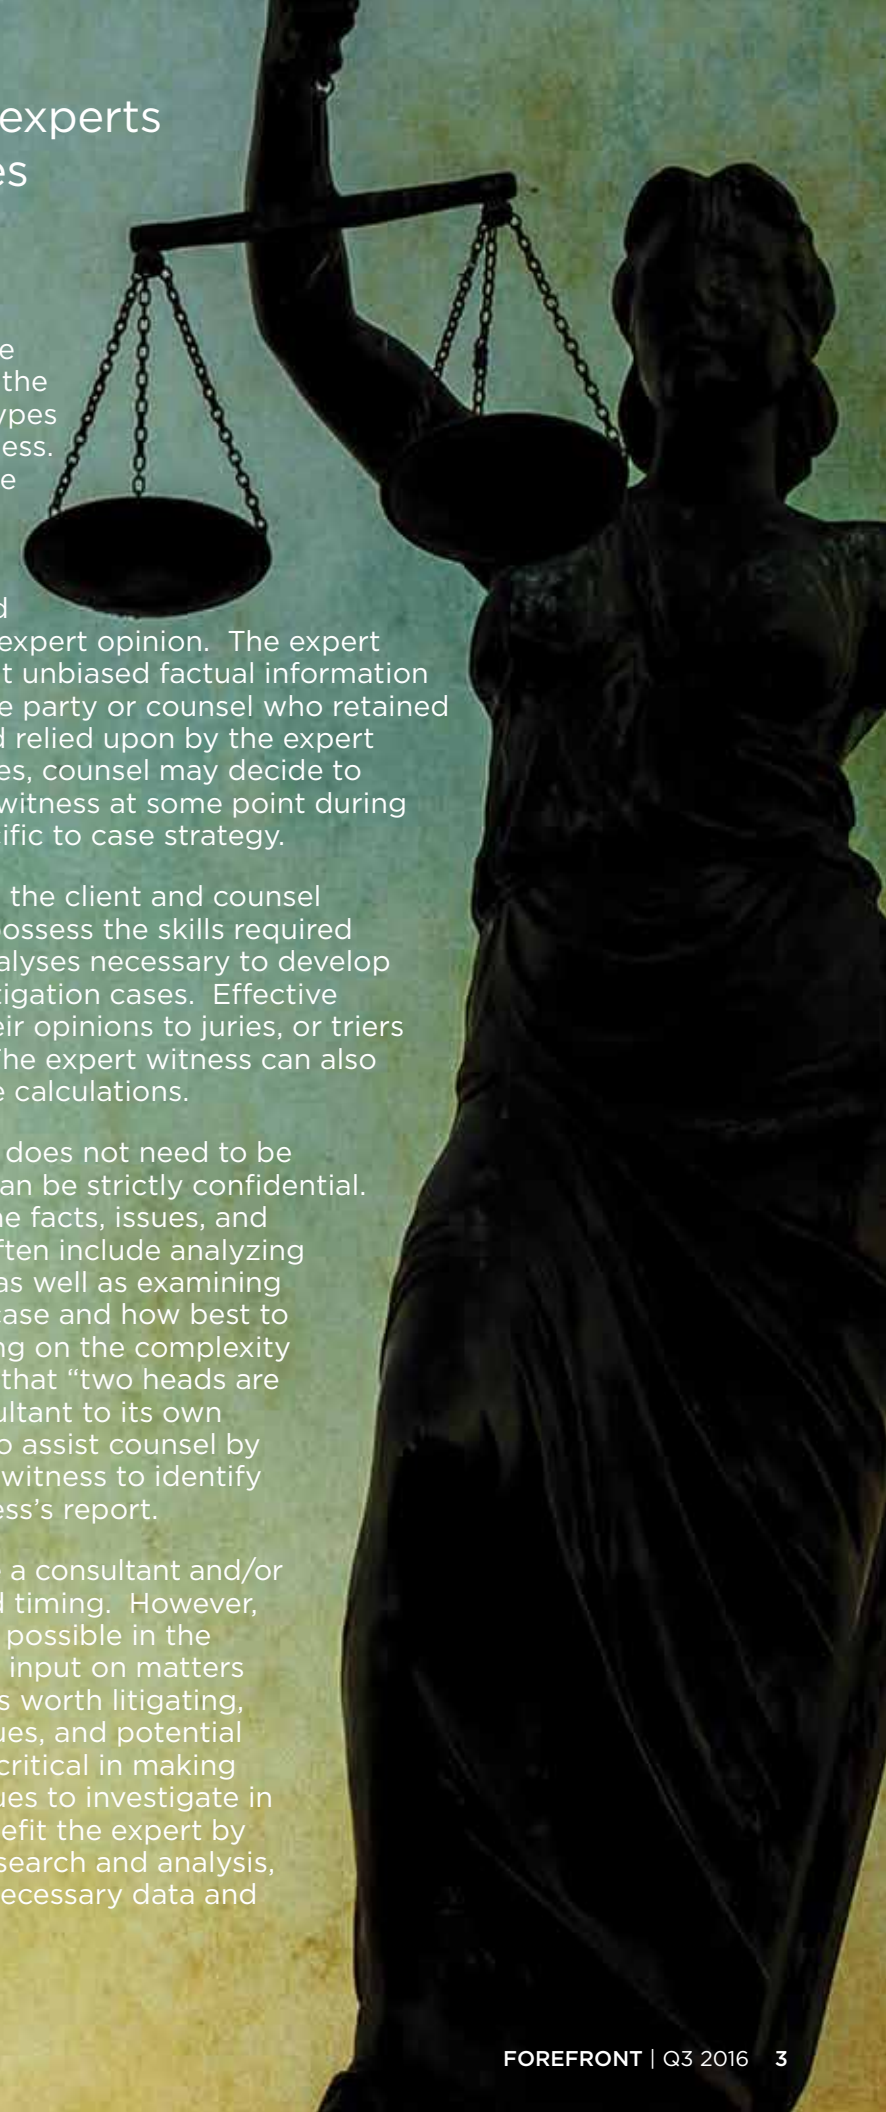 experts
es
e
the
ypes
ess.
e
d
expert opinion. The expert
t unbiased factual information
e party or counsel who retained
d relied upon by the expert
es, counsel may decide to
witness at some point during
ific to case strategy.
the client and counsel
possess the skills required
alyses necessary to develop
tigation cases. Effective
eir opinions to juries, or triers
The expert witness can also
e calculations.
does not need to be
an be strictly confidential.
ne facts, issues, and
ften include analyzing
as well as examining
case and how best to
ng on the complexity
that “two heads are
ultant to its own
o assist counsel by
witness to identify
ess’s report.
a consultant and/or
d timing. However,
possible in the
input on matters
s worth litigating,
ues, and potential
critical in making
ues to investigate in
efit the expert by
search and analysis,
ecessary data and
FOREFRONT | Q3 2016 3